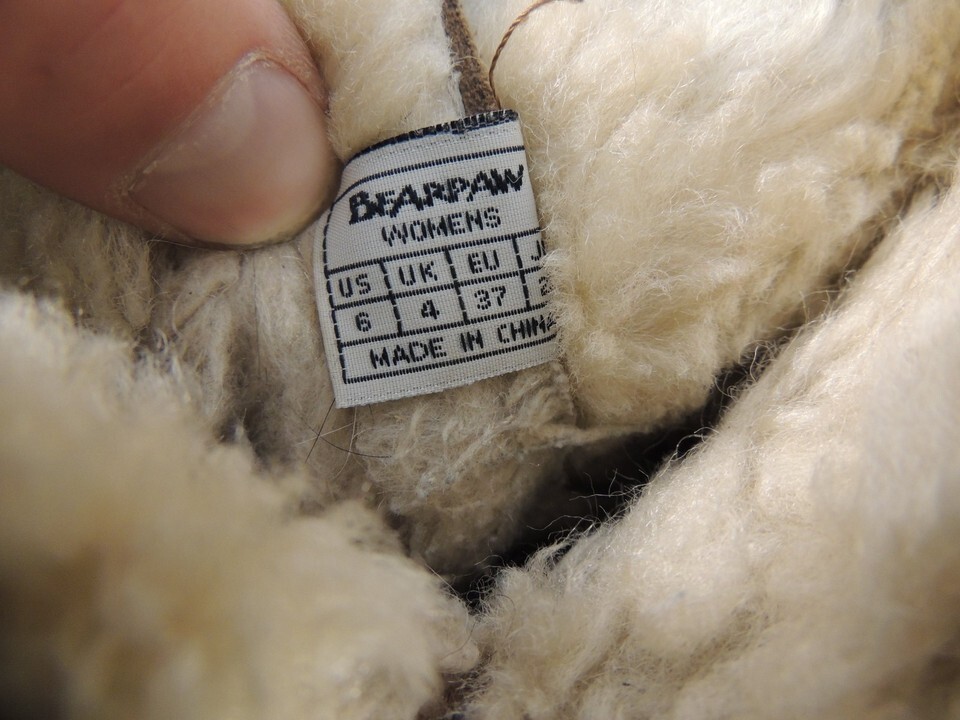 BEARPAW
WOMENS
US UK EU
6 4 37
MADE IN CHINA